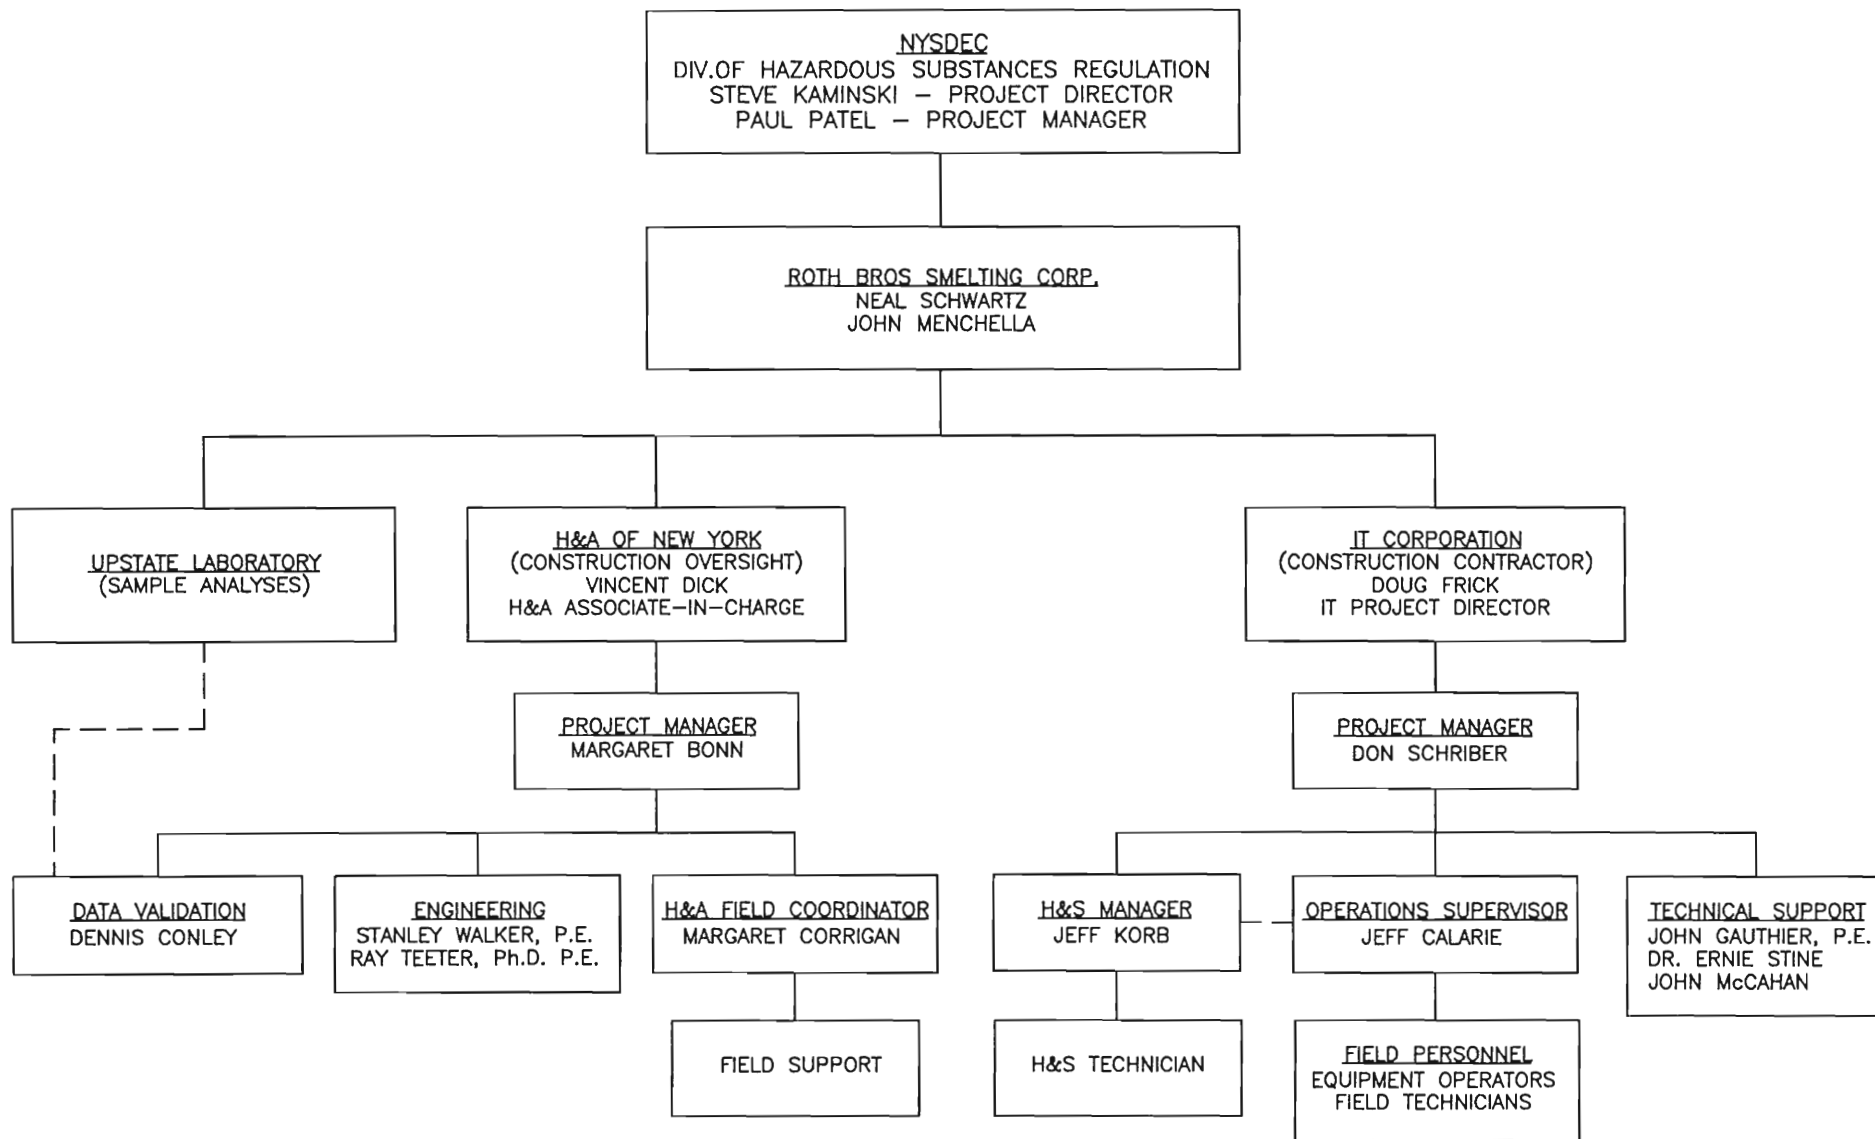 NYSDEC
DIV.OF HAZARDOUS SUBSTANCES REGULATION
STEVE KAMINSKI — PROJECT DIRECTOR
PAUL PATEL — PROJECT MANAGER
ROTH BROS SMELTING CORP.
NEAL SCHWARTZ
JOHN MENCHELLA
UPSTATE LABORATORY
(SAMPLE ANALYSES)
H&A OF NEW YORK
(CONSTRUCTION OVERSIGHT)
VINCENT DICK
H&A ASSOCIATE-IN-CHARGE
IT CORPORATION
(CONSTRUCTION CONTRACTOR)
DOUG FRICK
IT PROJECT DIRECTOR
PROJECT MANAGER
MARGARET BONN
PROJECT MANAGER
DON SCHRIBER
DATA VALIDATION
DENNIS CONLEY
ENGINEERING
STANLEY WALKER, P.E.
RAY TEETER, Ph.D. P.E.
H&A FIELD COORDINATOR
MARGARET CORRIGAN
H&S MANAGER
JEFF KORB
OPERATIONS SUPERVISOR
JEFF CALARIE
TECHNICAL SUPPORT
JOHN GAUTHIER, P.E.
DR. ERNIE STINE
JOHN McCAHAN
FIELD SUPPORT
H&S TECHNICIAN
FIELD PERSONNEL
EQUIPMENT OPERATORS
FIELD TECHNICIANS